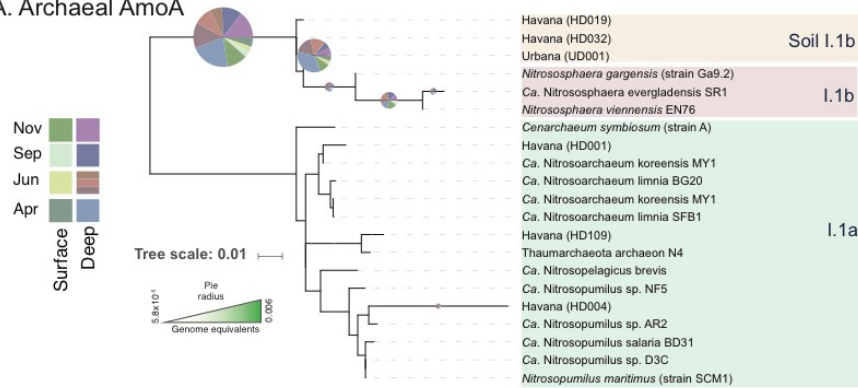 A. Archaeal AmoA
Havana (HD019)
Havana (HD032)
Urbana (UD001)
Soil I.1b
Nitrososphaera gargensis (strain Ga9.2)
Ca. Nitrososphaera evergladensis SR1
Nitrososphaera viennensis EN76
I.1b
Cenarchaeum symbiosum (strain A)
Havana (HD001)
Ca. Nitrosoarchaeum koreensis MY1
Ca. Nitrosoarchaeum limnia BG20
Ca. Nitrosoarchaeum koreensis MY1
Ca. Nitrosoarchaeum limnia SFB1
Havana (HD109)
Thaumarchaeota archaeon N4
Ca. Nitrosopelagicus brevis
Ca. Nitrosopumilus sp. NF5
Havana (HD004)
Ca. Nitrosopumilus sp. AR2
Ca. Nitrosopumilus salaria BD31
Ca. Nitrosopumilus sp. D3C
Nitrosopumilus maritimus (strain SCM1)
I.1a
Nov
Sep
Jun
Apr
Surface
Deep
Tree scale: 0.01
Pie
radius
5.8x10⁻⁵
0.006
Genome equivalents